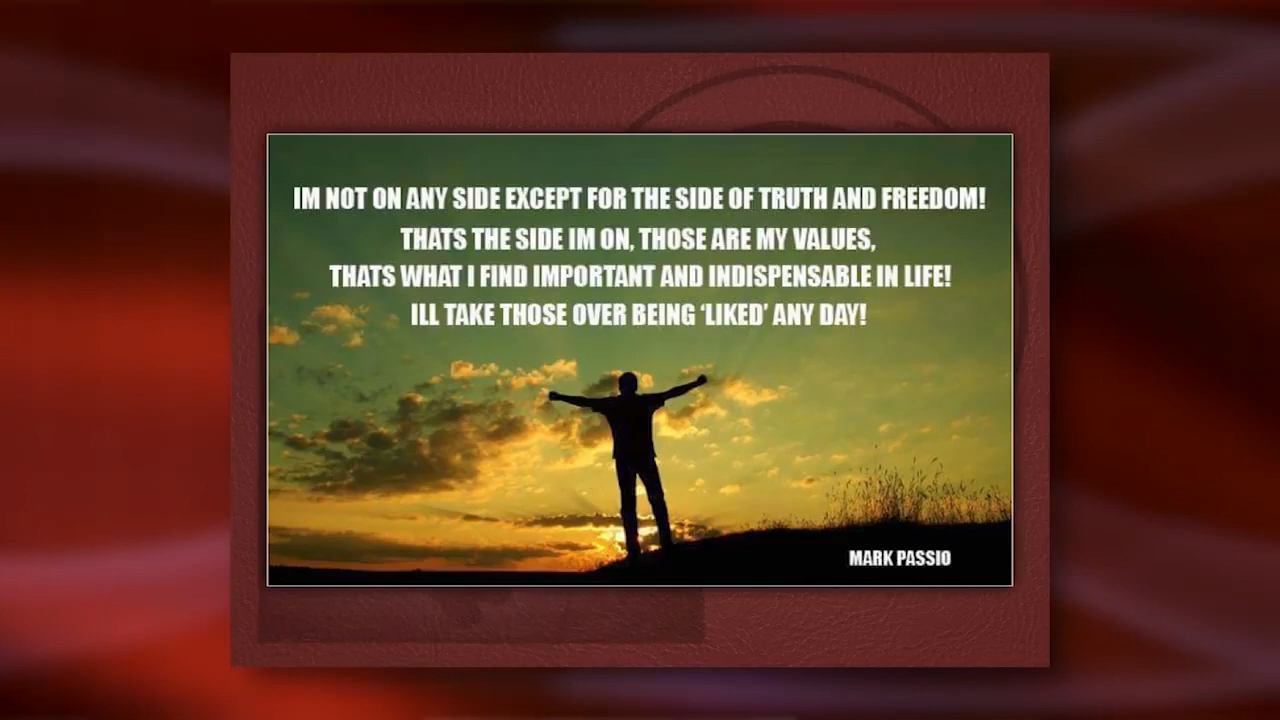 IM NOT ON ANY SIDE EXCEPT FOR THE SIDE OF TRUTH AND FREEDOM!
THATS THE SIDE IM ON, THOSE ARE MY VALUES,
THATS WHAT I FIND IMPORTANT AND INDISPENSABLE IN LIFE!
ILL TAKE THOSE OVER BEING ‘LIKED’ ANY DAY!
MARK PASSIO